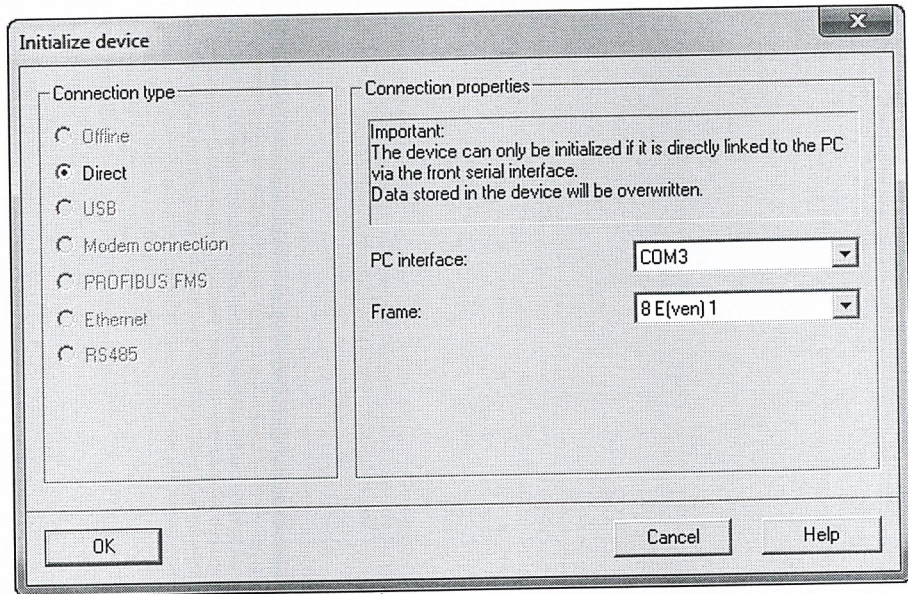 Initialize device
Connection type
Offline
Direct
USB
Modem connection
PROFIBUS FMS
Ethernet
RS485
Connection properties
Important:
The device can only be initialized if it is directly linked to the PC
via the front serial interface.
Data stored in the device will be overwritten.
PC interface:
COM3
Frame:
8 E(ven) 1
OK
Cancel
Help